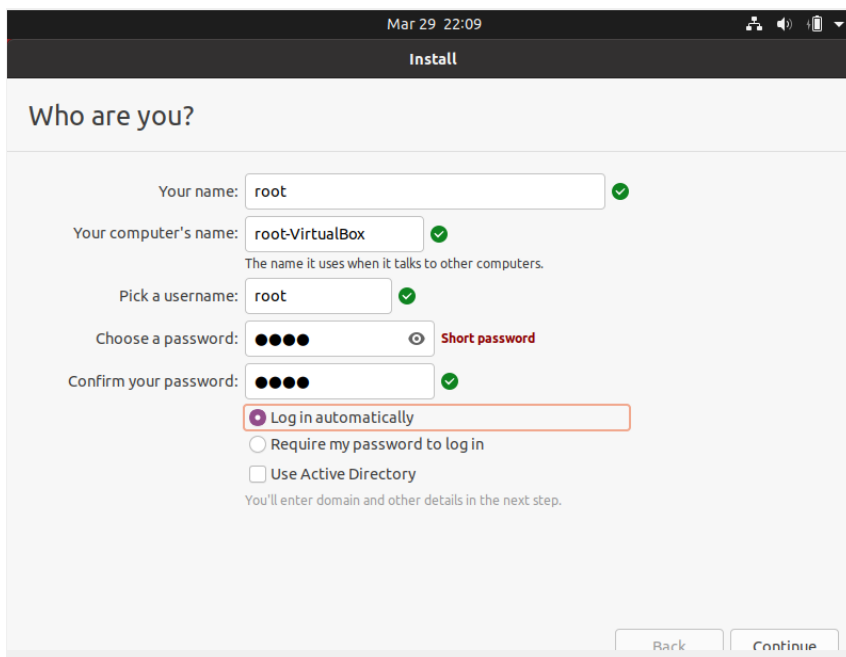 Mar 29 22:09
Install
Who are you?
Your name: root
Your computer's name: root-VirtualBox
The name it uses when it talks to other computers.
Pick a username: root
Choose a password: ●●●● Short password
Confirm your password: ●●●●
Log in automatically
Require my password to log in
Use Active Directory
You'll enter domain and other details in the next step.
Back Continue